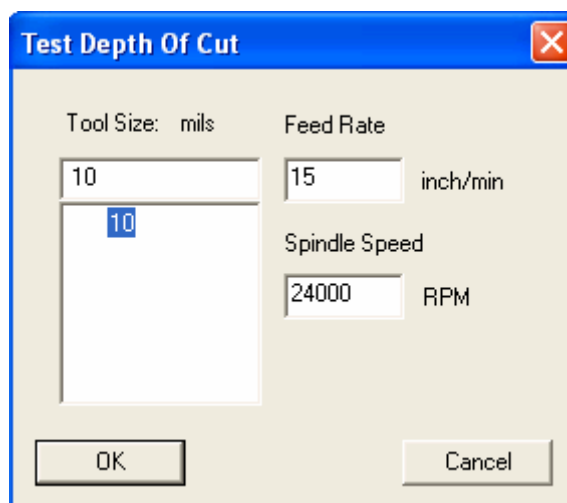 Test Depth Of Cut
Tool Size: mils
Feed Rate
10
15 inch/min
10
Spindle Speed
24000 RPM
OK
Cancel